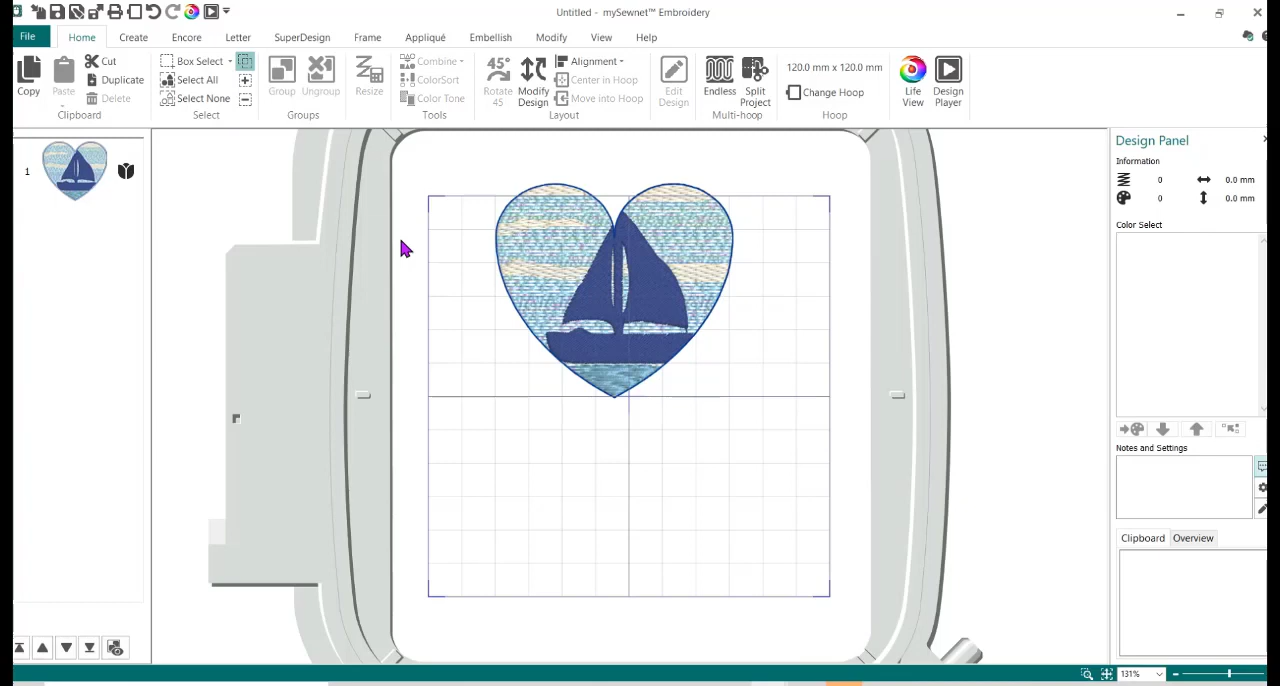 Untitled - mySewnet™ Embroidery
File Home Create Encore Letter SuperDesign Frame Appliqué Embellish Modify View Help
Copy
Paste
Cut
Duplicate
Delete
Clipboard
Box Select
Select All
Select None
Select
Group
Ungroup
Groups
Resize
Combine
ColorSort
Color Tone
Tools
Rotate
45
45°
Modify
Design
Alignment
Center in Hoop
Move into Hoop
Layout
Edit
Design
Endless
Split
Project
Multi-hoop
120.0 mm x 120.0 mm
Change Hoop
Hoop
Life
View
Design
Player
1
Design Panel
Information
0 0.0 mm
0 0.0 mm
Color Select
Notes and Settings
Clipboard Overview
131%